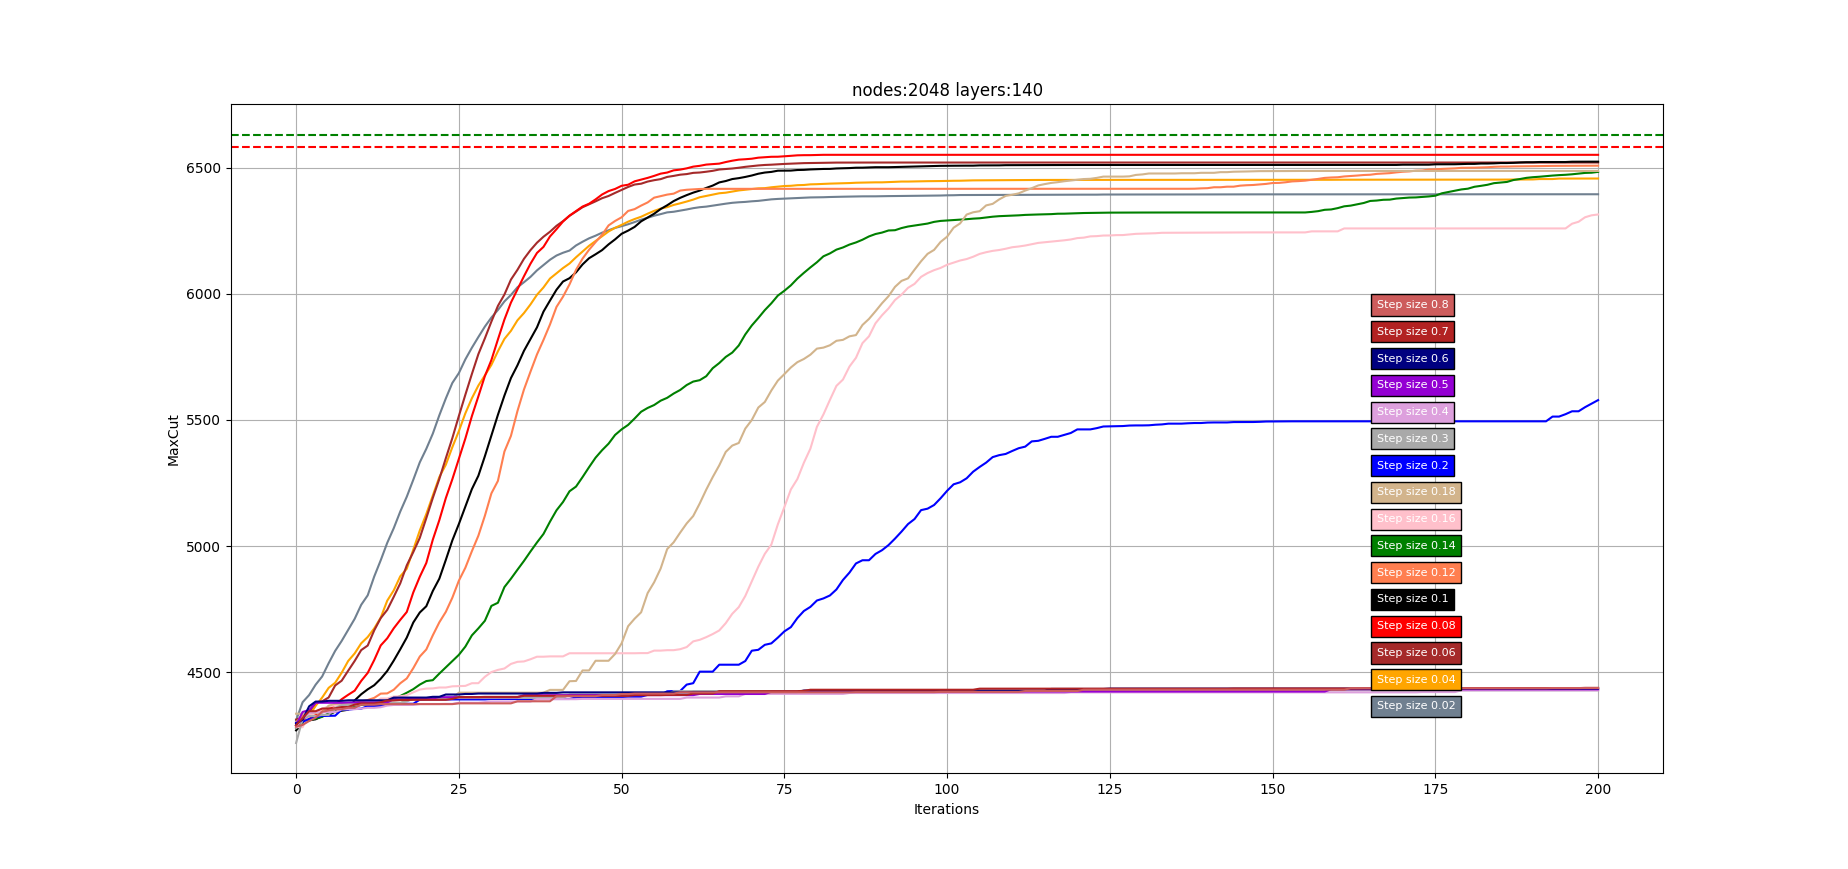 nodes:2048 layers:140
MaxCut
6500
6000
5500
5000
4500
Step size 0.8
Step size 0.7
Step size 0.6
Step size 0.5
Step size 0.4
Step size 0.3
Step size 0.2
Step size 0.18
Step size 0.16
Step size 0.14
Step size 0.12
Step size 0.1
Step size 0.08
Step size 0.06
Step size 0.04
Step size 0.02
0 25 50 75 100 125 150 175 200
Iterations